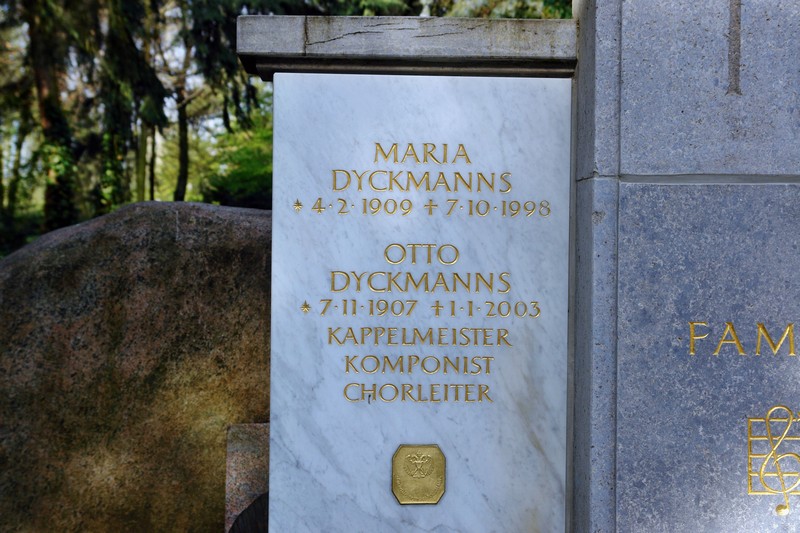 MARIA
DYCKMANNS
* 4·2·1909 † 7·10·1998
OTTO
DYCKMANNS
* 7·11·1907 † 1·1·2003
KAPPELMEISTER
KOMPONIST
CHORLEITER
FAM